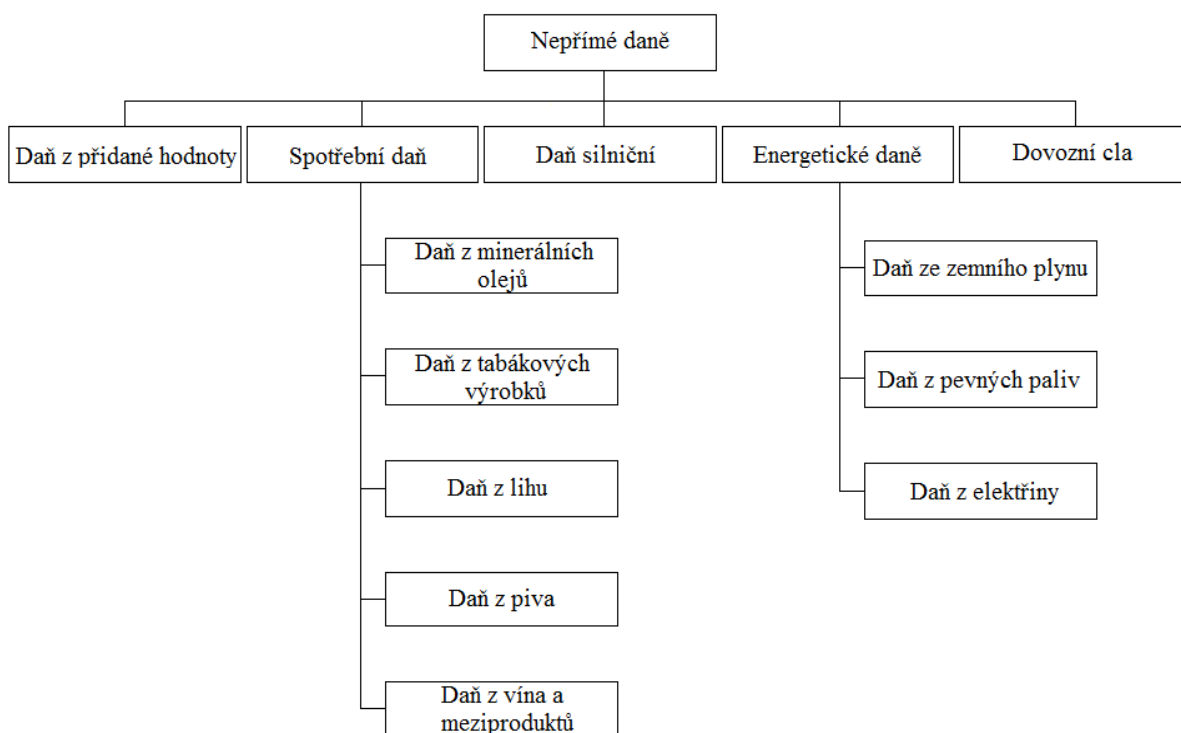 Nepřímé daně
Daň z přidané hodnoty
Spotřební daň
Daň silniční
Energetické daně
Dovozní cla
Daň z minerálních
olejů
Daň z tabákových
výrobků
Daň z lihu
Daň z piva
Daň z vína a
meziproduktů
Daň ze zemního plynu
Daň z pevných paliv
Daň z elektřiny